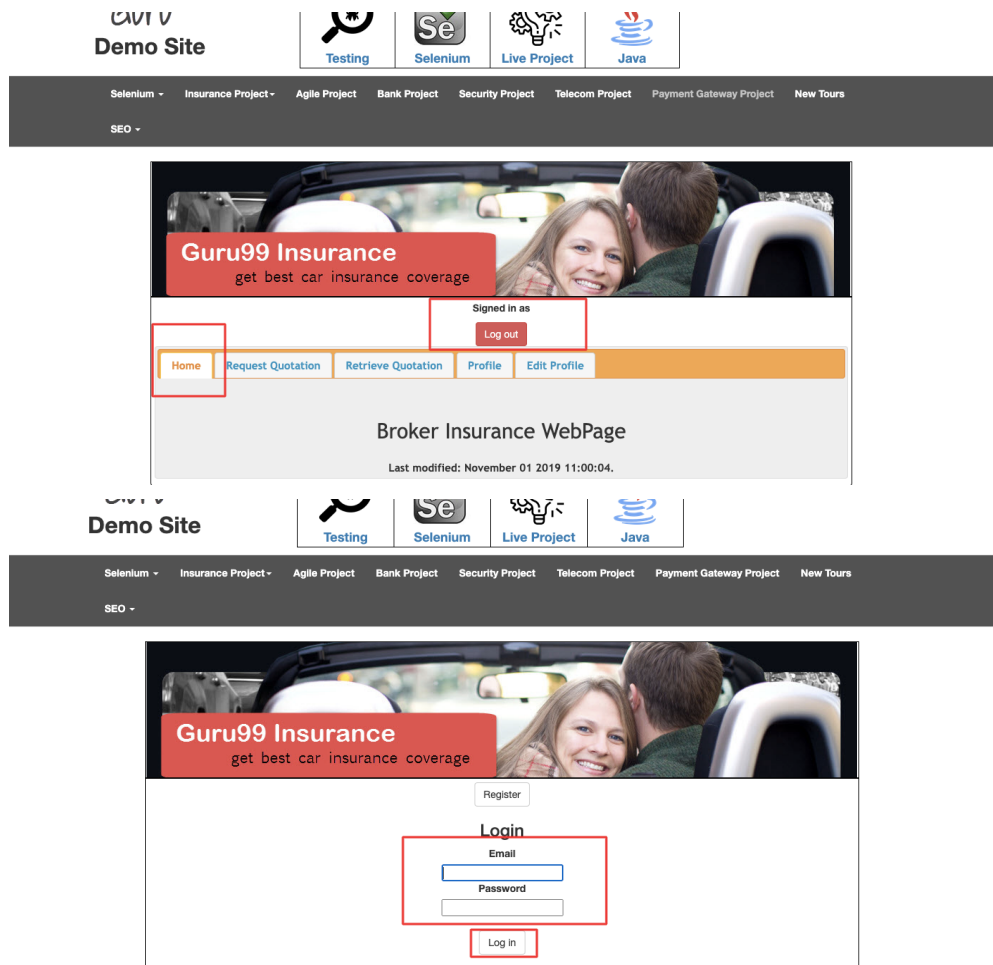 Demo Site
Se
Testing Selenium Live Project Java
Selenium Insurance Project Agile Project Bank Project Security Project Telecom Project Payment Gateway Project New Tours
SEO
Guru99 Insurance
get best car insurance coverage
Signed in as
Log out
Home Request Quotation Retrieve Quotation Profile Edit Profile
Broker Insurance WebPage
Last modified: November 01 2019 11:00:04.
Demo Site
Se
Testing Selenium Live Project Java
Selenium Insurance Project Agile Project Bank Project Security Project Telecom Project Payment Gateway Project New Tours
SEO
Guru99 Insurance
get best car insurance coverage
Register
Login
Email
Password
Log in